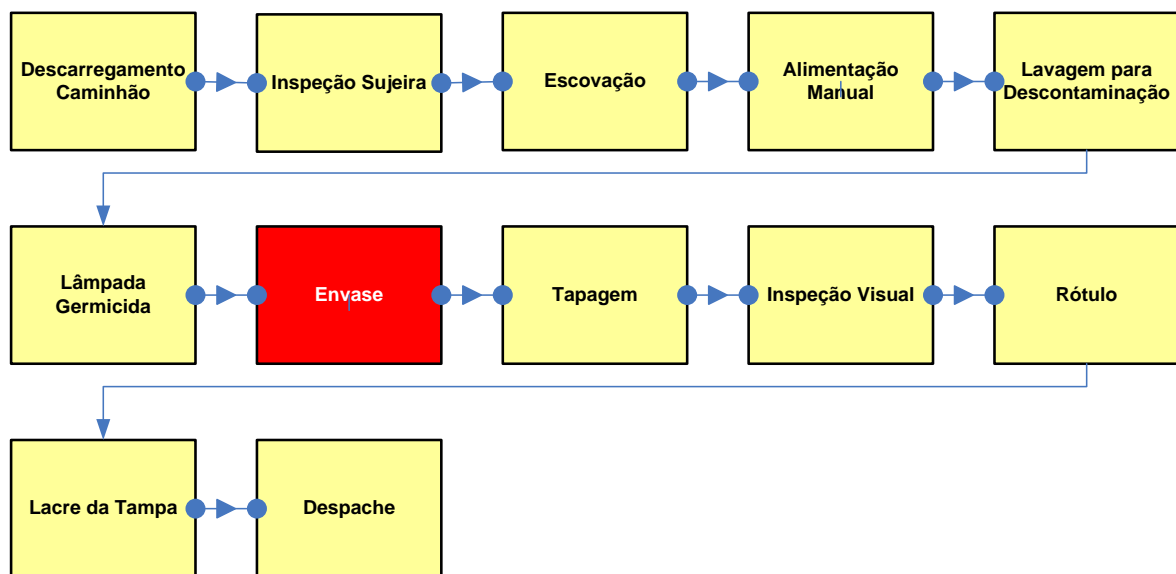 Descarregamento
Caminhão
Inspeção Sujeira
Escovação
Alimentação
Manual
Lavagem para
Descontaminação
Lâmpada
Germicida
Envase
Tapagem
Inspeção Visual
Rótulo
Lacre da Tampa
Despache